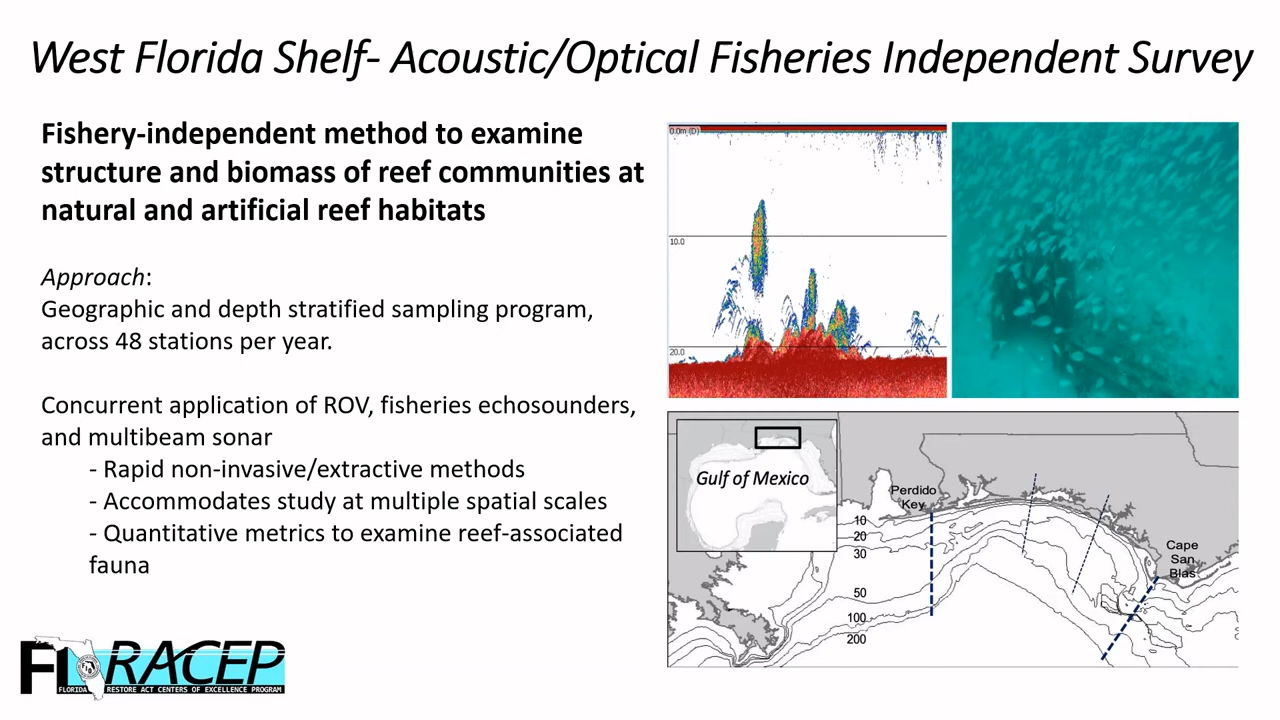 West Florida Shelf- Acoustic/Optical Fisheries Independent Survey
Fishery-independent method to examine
structure and biomass of reef communities at
natural and artificial reef habitats
Approach:
Geographic and depth stratified sampling program,
across 48 stations per year.
Concurrent application of ROV, fisheries echosounders,
and multibeam sonar
- Rapid non-invasive/extractive methods
- Accommodates study at multiple spatial scales
- Quantitative metrics to examine reef-associated
fauna
0.0m (D)
10.0
20.0
Gulf of Mexico
Perdido
Key
10
20
30
50
100
200
Cape
San
Blas
FLRACEP
FLORIDA RESTORE ACT CENTERS OF EXCELLENCE PROGRAM